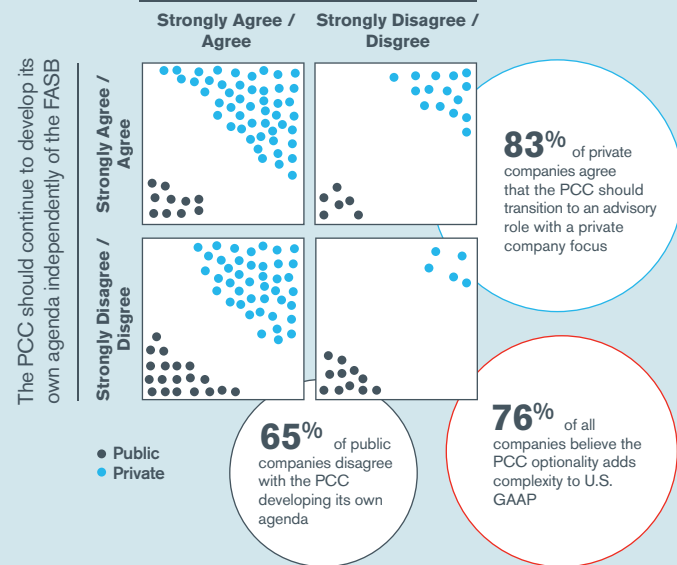 Strongly Agree /
Agree
Strongly Disagree /
Disgree
The PCC should continue to develop its
own agenda independently of the FASB
Strongly Agree /
Agree
Strongly Disagree /
Disgree
83% of private
companies agree
that the PCC should
transition to an advisory
role with a private
company focus
Public
Private
65% of public
companies disagree
with the PCC
developing its own
agenda
76% of all
companies believe the
PCC optionality adds
complexity to U.S.
GAAP